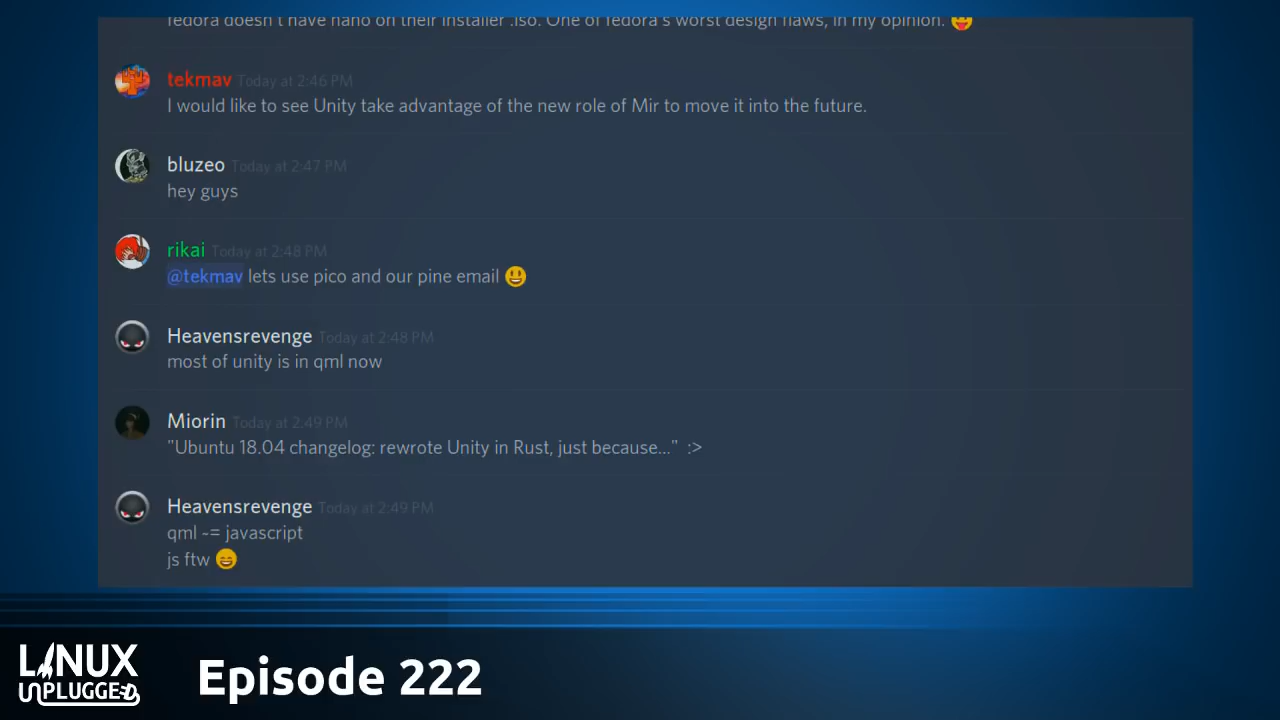 fedora doesn't have nano on their installer .iso. One of fedora's worst design flaws, in my opinion. 😛
tekmav Today at 2:46 PM
I would like to see Unity take advantage of the new role of Mir to move it into the future.
bluzeo Today at 2:47 PM
hey guys
rikai Today at 2:48 PM
@tekmav lets use pico and our pine email 😃
Heavensrevenge Today at 2:48 PM
most of unity is in qml now
Miorin Today at 2:49 PM
"Ubuntu 18.04 changelog: rewrote Unity in Rust, just because..." :>
Heavensrevenge Today at 2:49 PM
qml ~= javascript
js ftw 😄
LINUX
UNPLUGGED
Episode 222